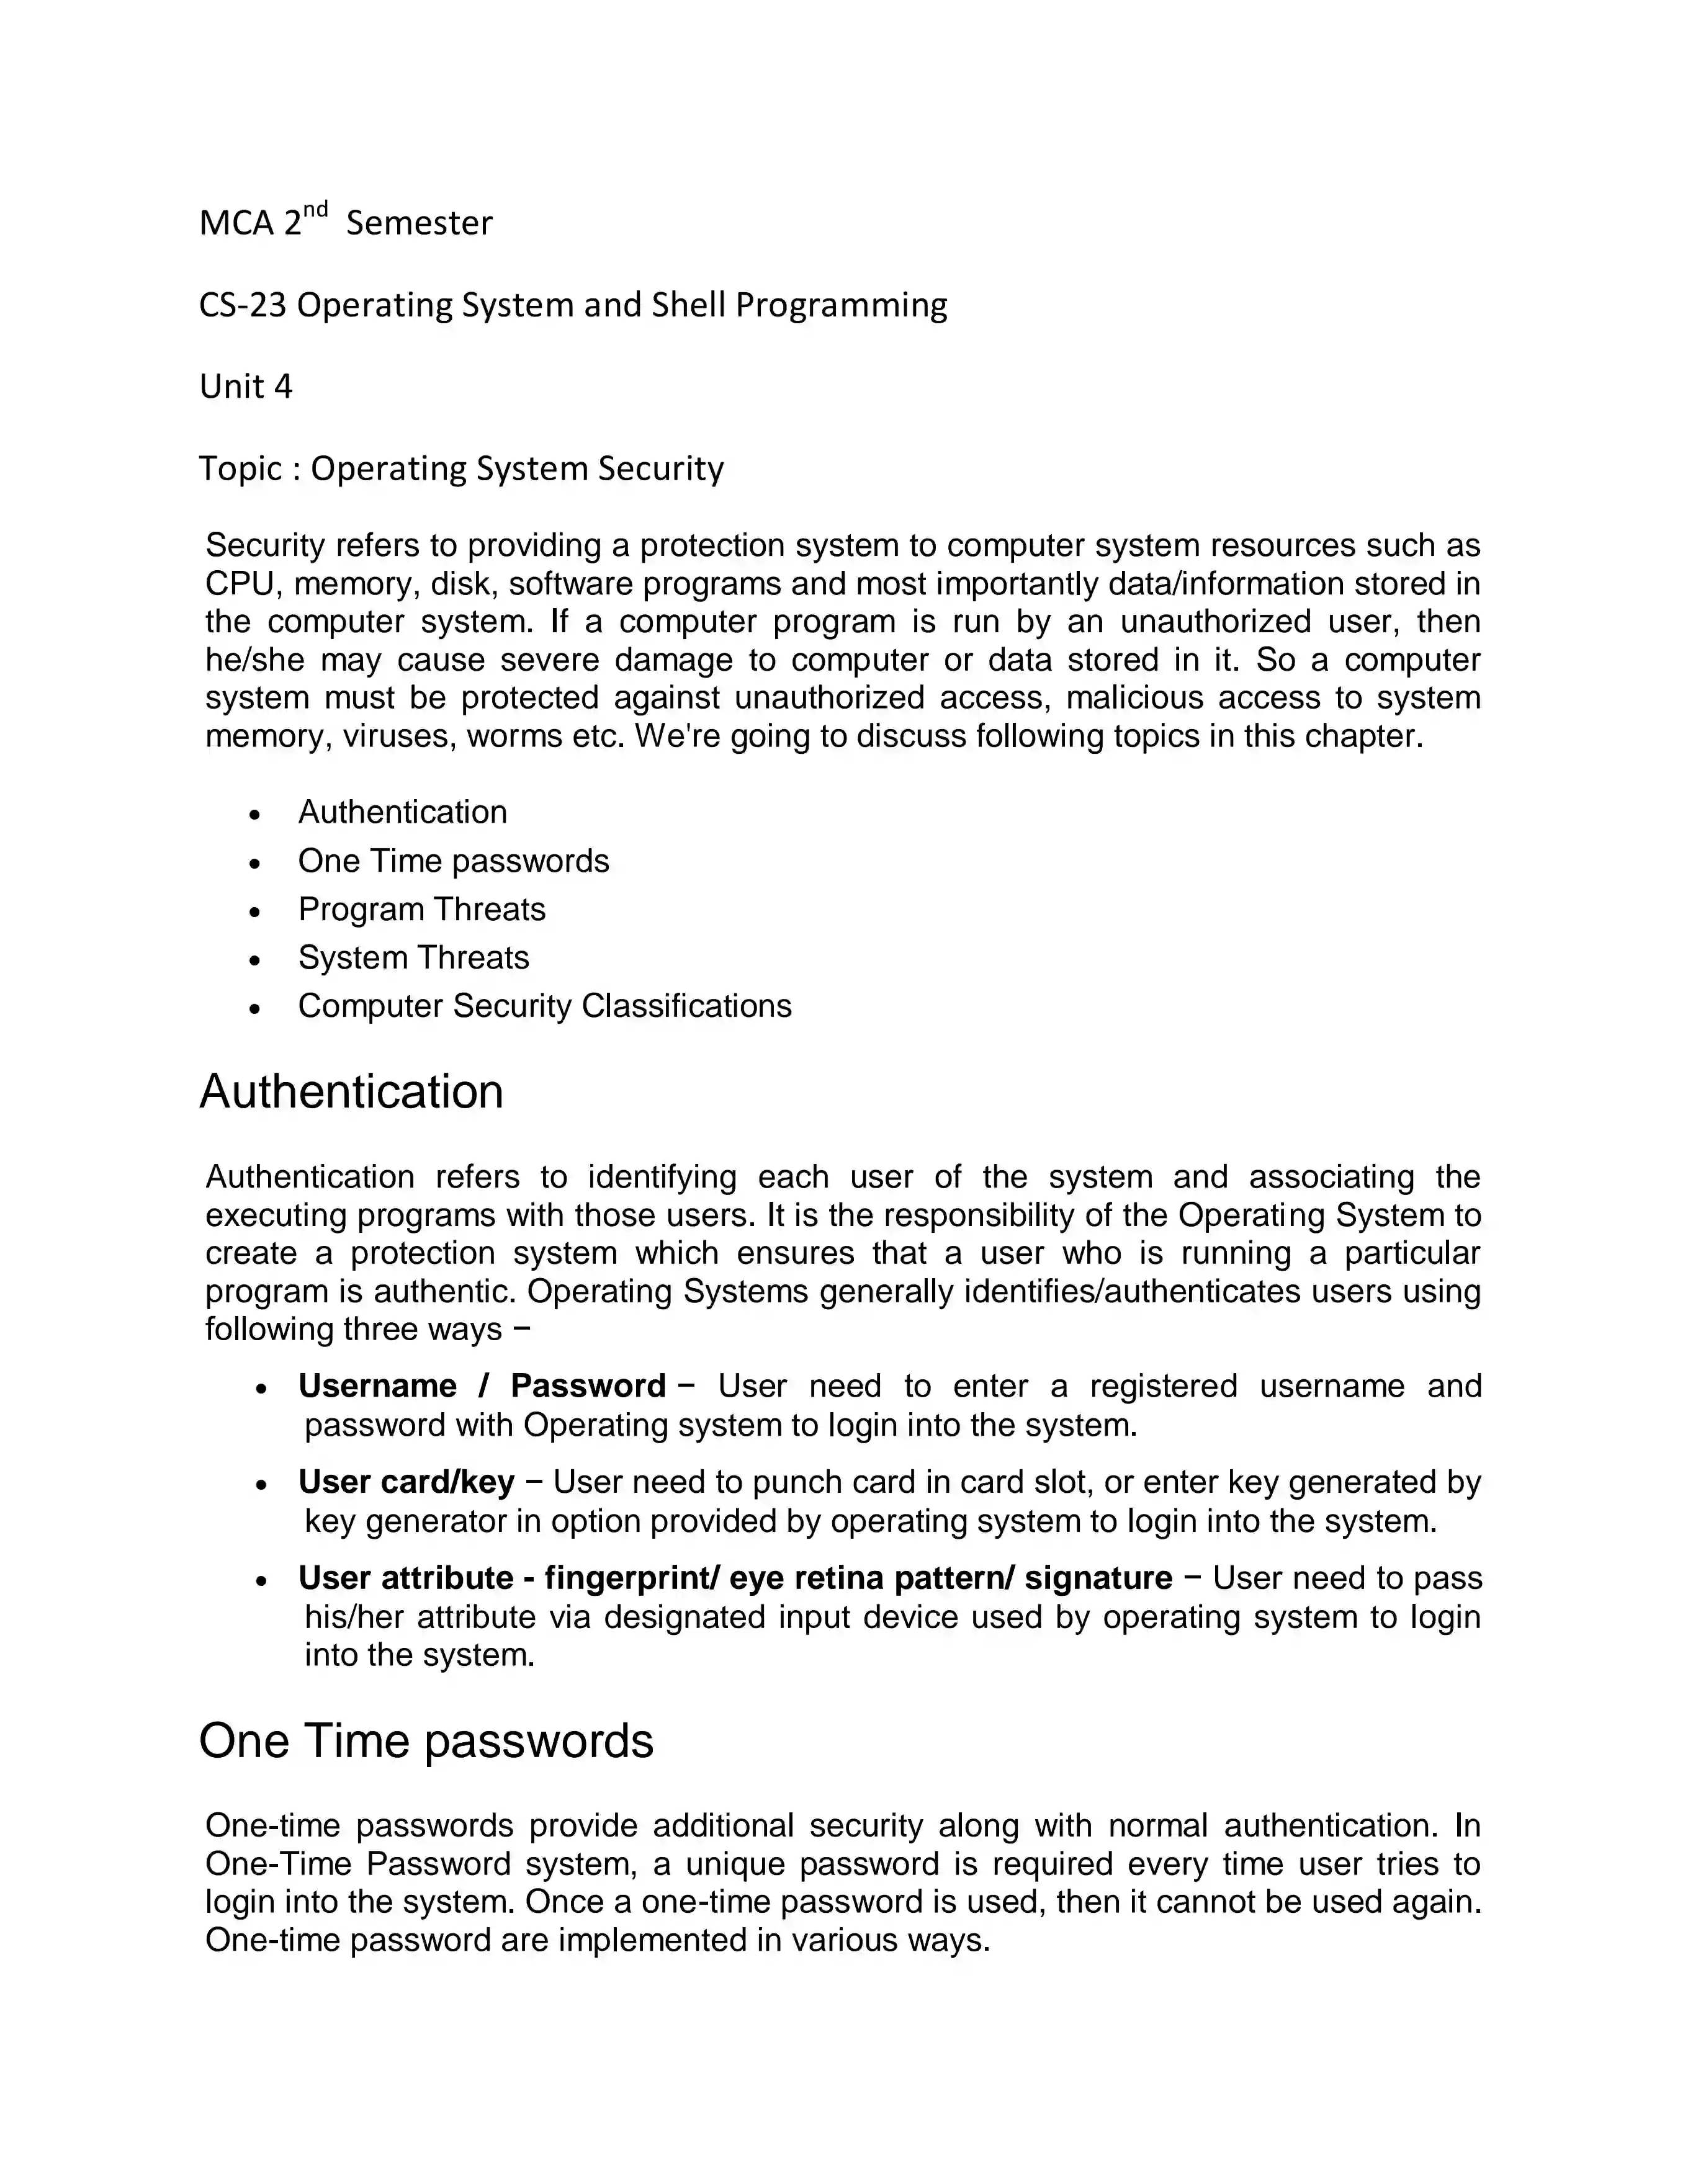 MCA 2nd Semester
CS-23 Operating System and Shell Programming
Unit 4
Topic : Operating System Security
Security refers to providing a protection system to computer system resources such as
CPU, memory, disk, software programs and most importantly data/information stored in
the computer system. If a computer program is run by an unauthorized user, then
he/she may cause severe damage to computer or data stored in it. So a computer
system must be protected against unauthorized access, malicious access to system
memory, viruses, worms etc. We're going to discuss following topics in this chapter.
• Authentication
• One Time passwords
• Program Threats
• System Threats
• Computer Security Classifications
Authentication
Authentication refers to identifying each user of the system and associating the
executing programs with those users. It is the responsibility of the Operating System to
create a protection system which ensures that a user who is running a particular
program is authentic. Operating Systems generally identifies/authenticates users using
following three ways −
• Username / Password − User need to enter a registered username and
password with Operating system to login into the system.
• User card/key − User need to punch card in card slot, or enter key generated by
key generator in option provided by operating system to login into the system.
• User attribute - fingerprint/ eye retina pattern/ signature − User need to pass
his/her attribute via designated input device used by operating system to login
into the system.
One Time passwords
One-time passwords provide additional security along with normal authentication. In
One-Time Password system, a unique password is required every time user tries to
login into the system. Once a one-time password is used, then it cannot be used again.
One-time password are implemented in various ways.